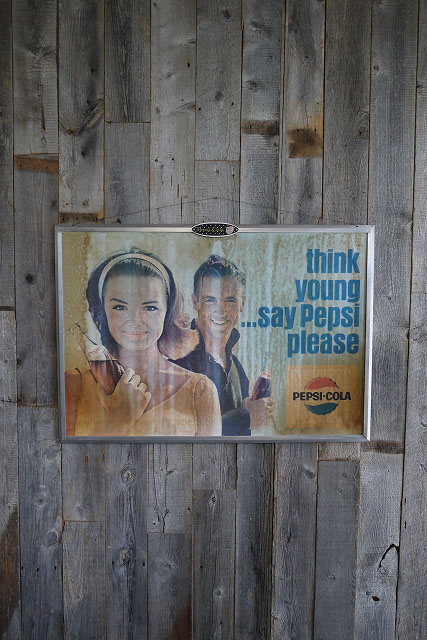 think
young
...say Pepsi
please
PEPSI·COLA